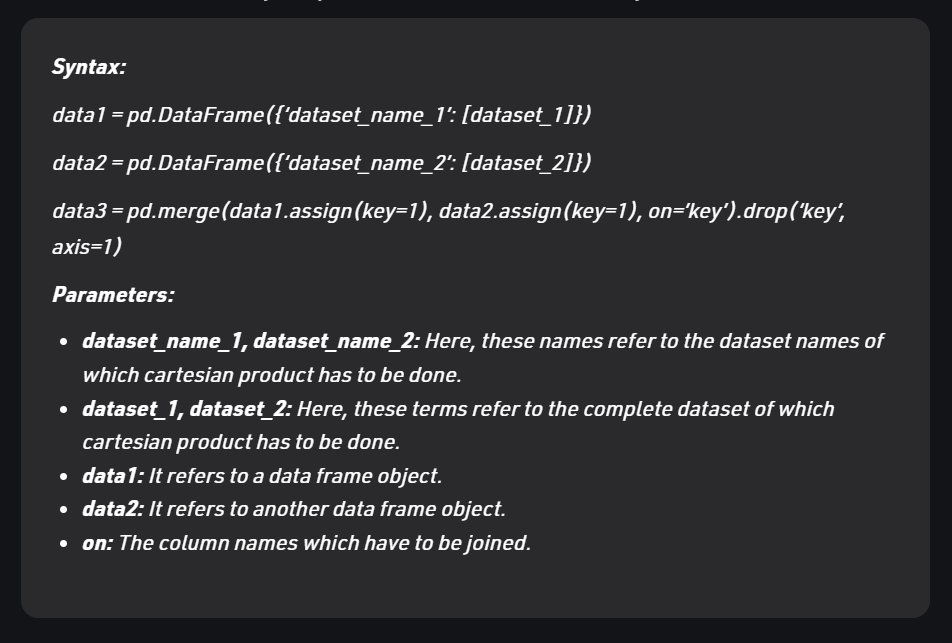 Syntax:
data1 = pd.DataFrame({‘dataset_name_1’: [dataset_1]})
data2 = pd.DataFrame({‘dataset_name_2’: [dataset_2]})
data3 = pd.merge(data1.assign(key=1), data2.assign(key=1), on=’key’).drop(‘key’,
axis=1)
Parameters:
• dataset_name_1, dataset_name_2: Here, these names refer to the dataset names of
which cartesian product has to be done.
• dataset_1, dataset_2: Here, these terms refer to the complete dataset of which
cartesian product has to be done.
• data1: It refers to a data frame object.
• data2: It refers to another data frame object.
• on: The column names which have to be joined.